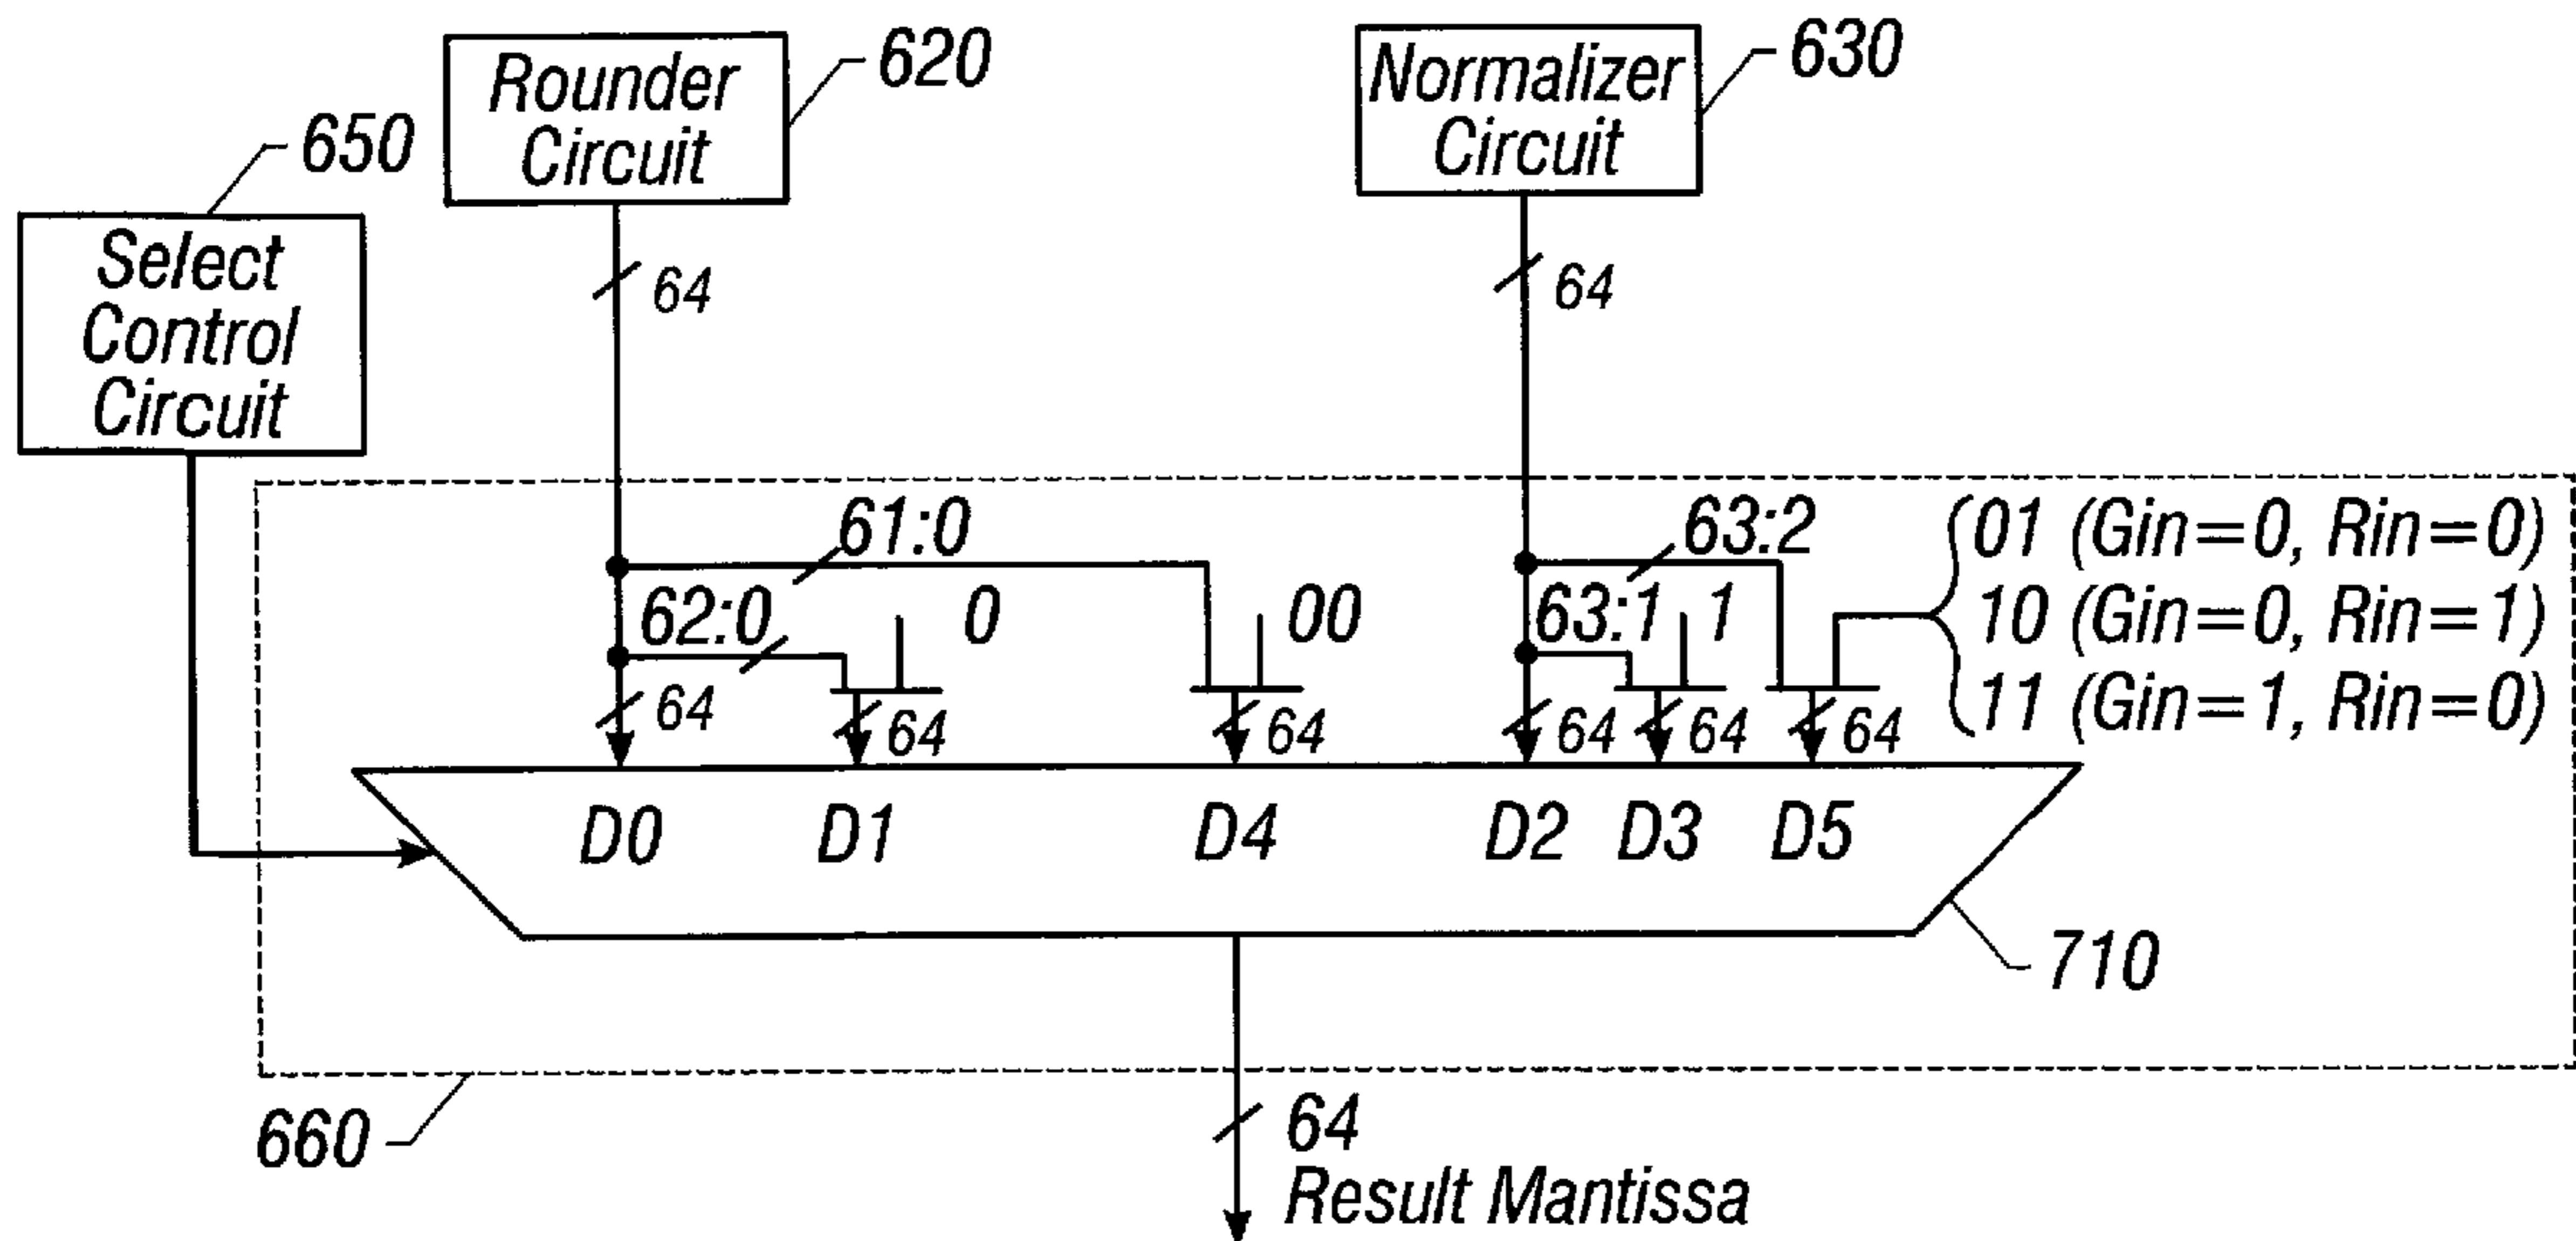 Rounder
Circuit
620
Normalizer
Circuit
630
650
Select
Control
Circuit
64
64
61:0
63:2
01 (Gin=0, Rin=0)
62:0
0
00
63:1
1
10 (Gin=0, Rin=1)
11 (Gin=1, Rin=0)
64
64
64
64
64
64
D0
D1
D4
D2
D3
D5
710
660
64
Result Mantissa